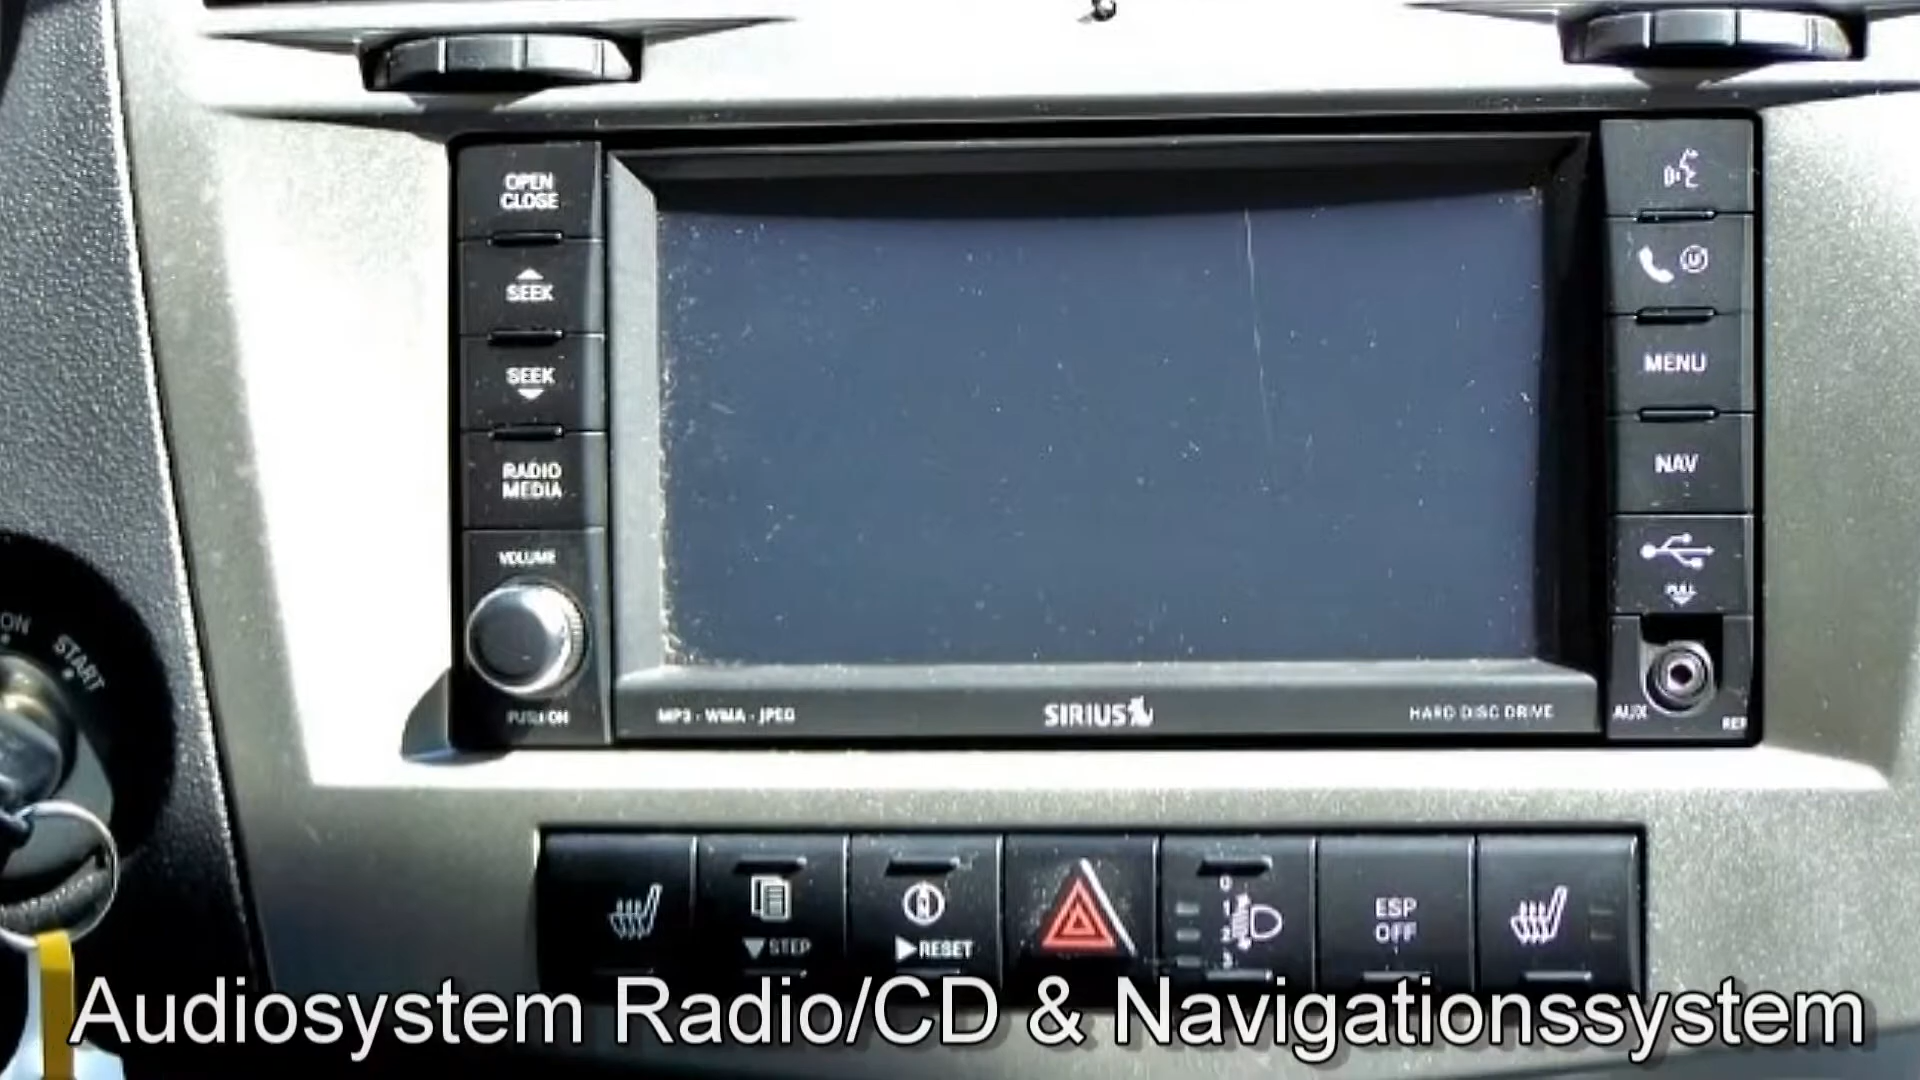 OPEN
CLOSE
SEEK
SEEK
RADIO
MEDIA
VOLUME
PUSH ON
MP3 - WMA - JPEG
SIRIUS
HARD DISC DRIVE
MENU
NAV
PULL
AUX
ON
START
STEP
RESET
0
1
2
3
ESP
OFF
Audiosystem Radio/CD & Navigationssystem